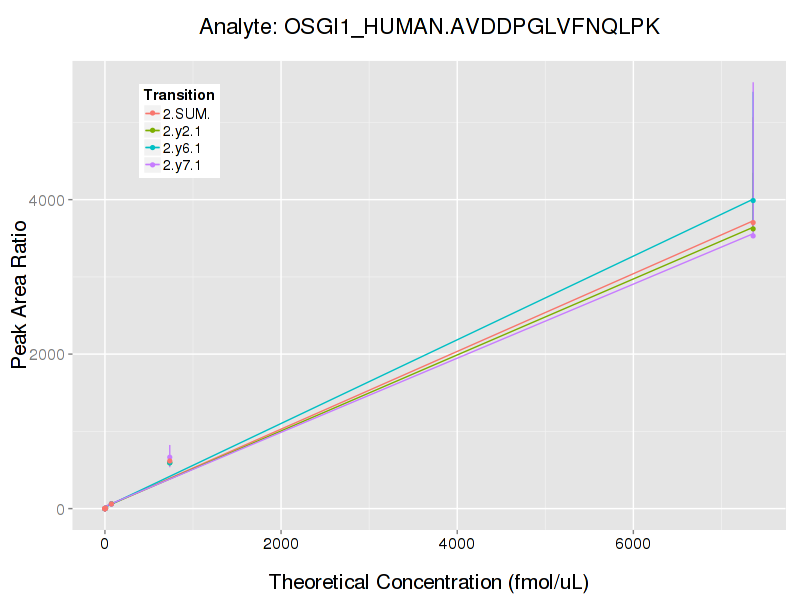 Analyte: OSGI1_HUMAN.AVDDPGLVFNQLPK
Transition
2.SUM.
2.y2.1
2.y6.1
2.y7.1
Peak Area Ratio
4000
2000
0
0 2000 4000 6000
Theoretical Concentration (fmol/uL)